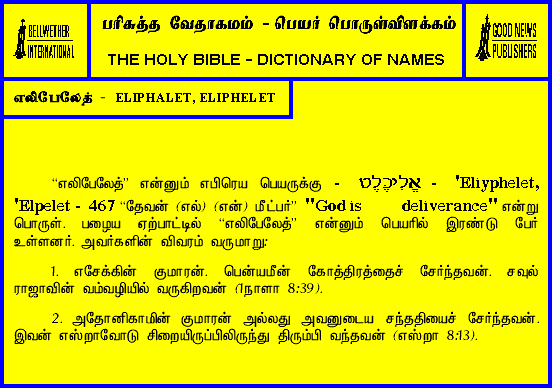 BELLWETHER
INTERNATIONAL
பரிசுத்த வேதாகமம் - பெயர் பொருள்விளக்கம்
THE HOLY BIBLE - DICTIONARY OF NAMES
GOOD NEWS
PUBLISHERS
எலிபேலேத் - ELIPHALET, ELIPHELET
“எலிபேலேத்” என்னும் எபிரெய பெயருக்கு - אֱלִיפֶלֶט - 'Eliyphelet,
'Elpelet - 467 “தேவன் (எல்) (என்) மீட்பர்” "God is deliverance" என்று
பொருள். பழைய ஏற்பாட்டில் “எலிபேலேத்” என்னும் பெயரில் இரண்டு பேர்
உள்ளனர். அவர்களின் விவரம் வருமாறு:
1. எசேக்கின் குமாரன். பென்யமீன் கோத்திரத்தைச் சேர்ந்தவன். சவுல்
ராஜாவின் வம்வழியில் வருகிறவன் (1நாளா 8:39).
2. அதோனிகாமின் குமாரன் அல்லது அவனுடைய சந்ததியைச் சேர்ந்தவன்.
இவன் எஸ்றாவோடு சிறையிருப்பிலிருந்து திரும்பி வந்தவன் (எஸ்றா 8:13).